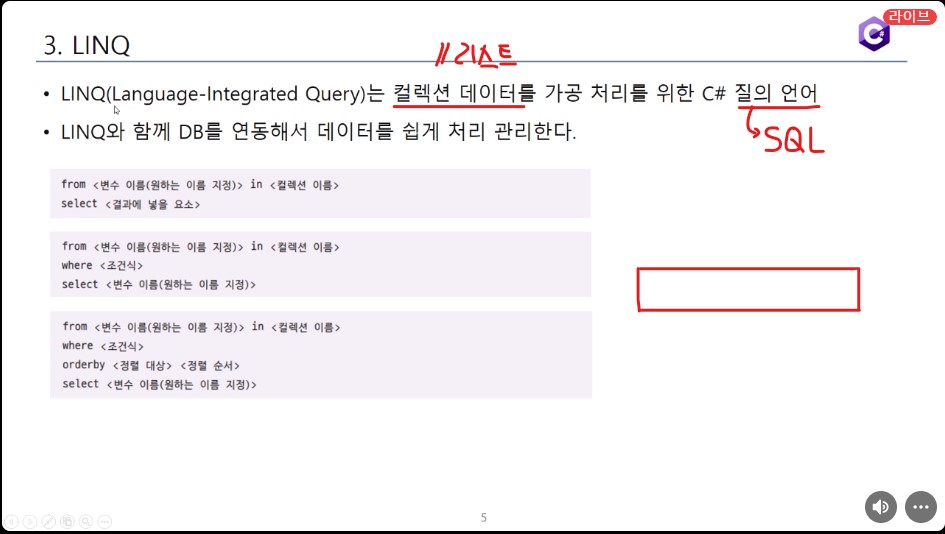 라이브
3. LINQ
// 리스트
• LINQ(Language-Integrated Query)는 컬렉션 데이터를 가공 처리를 위한 C# 질의 언어
• LINQ와 함께 DB를 연동해서 데이터를 쉽게 처리 관리한다.
SQL
from <변수 이름(원하는 이름 지정)> in <컬렉션 이름>
select <결과에 넣을 요소>
from <변수 이름(원하는 이름 지정)> in <컬렉션 이름>
where <조건식>
select <변수 이름(원하는 이름 지정)>
from <변수 이름(원하는 이름 지정)> in <컬렉션 이름>
where <조건식>
orderby <정렬 대상> <정렬 순서>
select <변수 이름(원하는 이름 지정)>
5